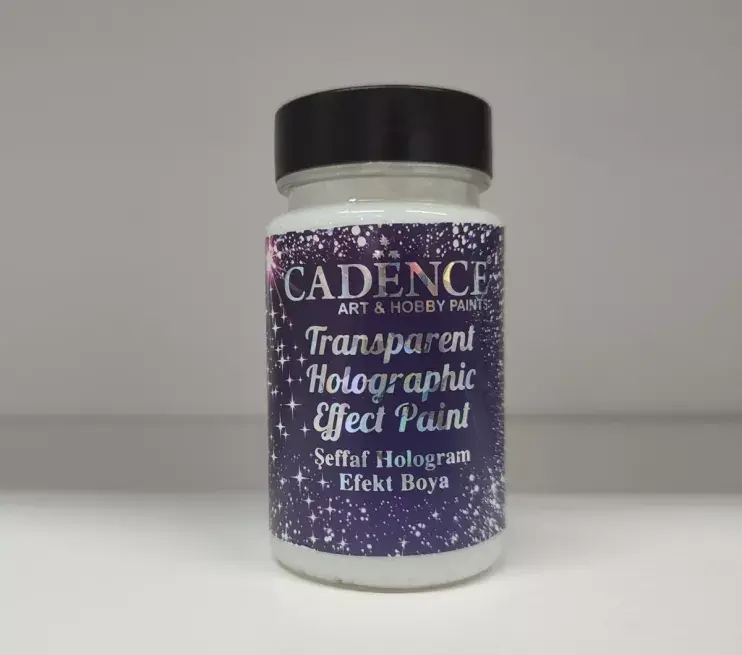 CADENCE
ART & HOBBY PAINTS
Transparent
Holographic
Effect Paint
Şeffaf Hologram
Efekt Boya